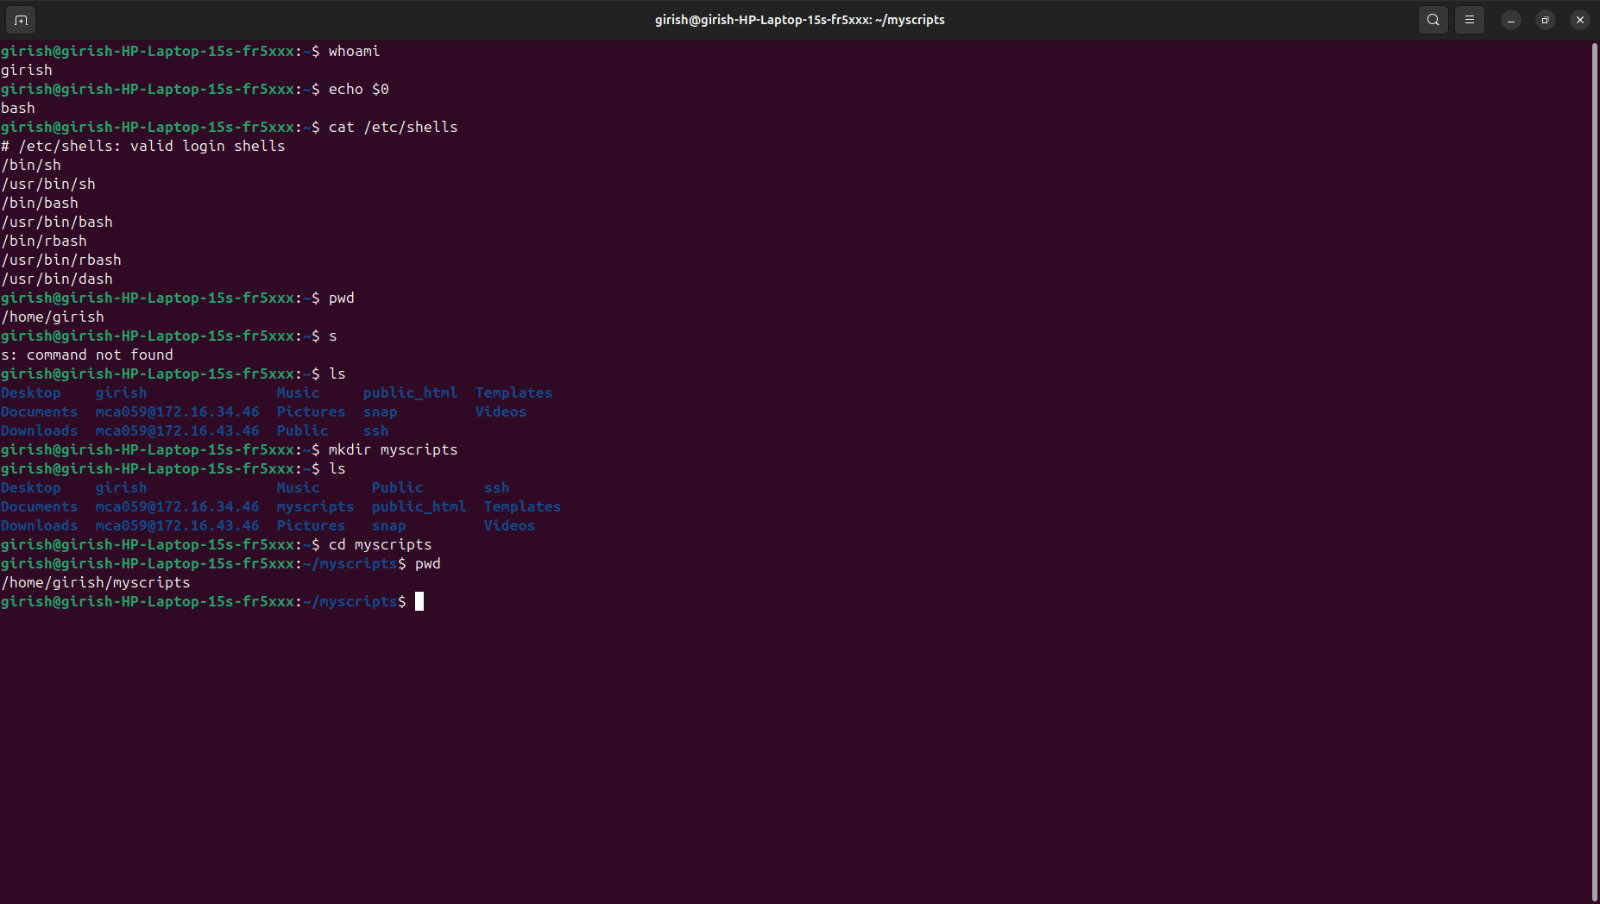 girish@girish-HP-Laptop-15s-fr5xxx: ~/myscripts
girish@girish-HP-Laptop-15s-fr5xxx:~$ whoami
girish
girish@girish-HP-Laptop-15s-fr5xxx:~$ echo $0
bash
girish@girish-HP-Laptop-15s-fr5xxx:~$ cat /etc/shells
# /etc/shells: valid login shells
/bin/sh
/usr/bin/sh
/bin/bash
/usr/bin/bash
/bin/rbash
/usr/bin/rbash
/usr/bin/dash
girish@girish-HP-Laptop-15s-fr5xxx:~$ pwd
/home/girish
girish@girish-HP-Laptop-15s-fr5xxx:~$ s
s: command not found
girish@girish-HP-Laptop-15s-fr5xxx:~$ ls
Desktop    girish               Music     public_html  Templates
Documents  mca059@172.16.34.46  Pictures  snap         Videos
Downloads  mca059@172.16.43.46  Public    ssh
girish@girish-HP-Laptop-15s-fr5xxx:~$ mkdir myscripts
girish@girish-HP-Laptop-15s-fr5xxx:~$ ls
Desktop    girish               Music      Public       ssh
Documents  mca059@172.16.34.46  myscripts  public_html  Templates
Downloads  mca059@172.16.43.46  Pictures   snap         Videos
girish@girish-HP-Laptop-15s-fr5xxx:~$ cd myscripts
girish@girish-HP-Laptop-15s-fr5xxx:~/myscripts$ pwd
/home/girish/myscripts
girish@girish-HP-Laptop-15s-fr5xxx:~/myscripts$